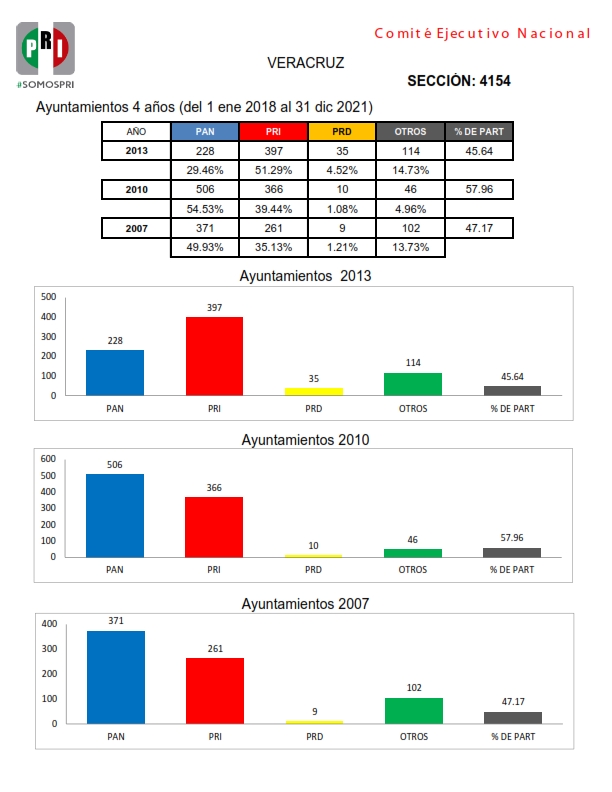 Comité Ejecutivo Nacional
PRI
#SOMOSPRI
VERACRUZ
SECCIÓN: 4154
Ayuntamientos 4 años (del 1 ene 2018 al 31 dic 2021)
AÑO PAN PRI PRD OTROS % DE PART
2013 228 397 35 114 45.64
29.46% 51.29% 4.52% 14.73%
2010 506 366 10 46 57.96
54.53% 39.44% 1.08% 4.96%
2007 371 261 9 102 47.17
49.93% 35.13% 1.21% 13.73%
Ayuntamientos 2013
500
400
300
200
100
0
228 397 35 114 45.64
PAN PRI PRD OTROS % DE PART
Ayuntamientos 2010
600
500
400
300
200
100
0
506 366 10 46 57.96
PAN PRI PRD OTROS % DE PART
Ayuntamientos 2007
400
300
200
100
0
371 261 9 102 47.17
PAN PRI PRD OTROS % DE PART